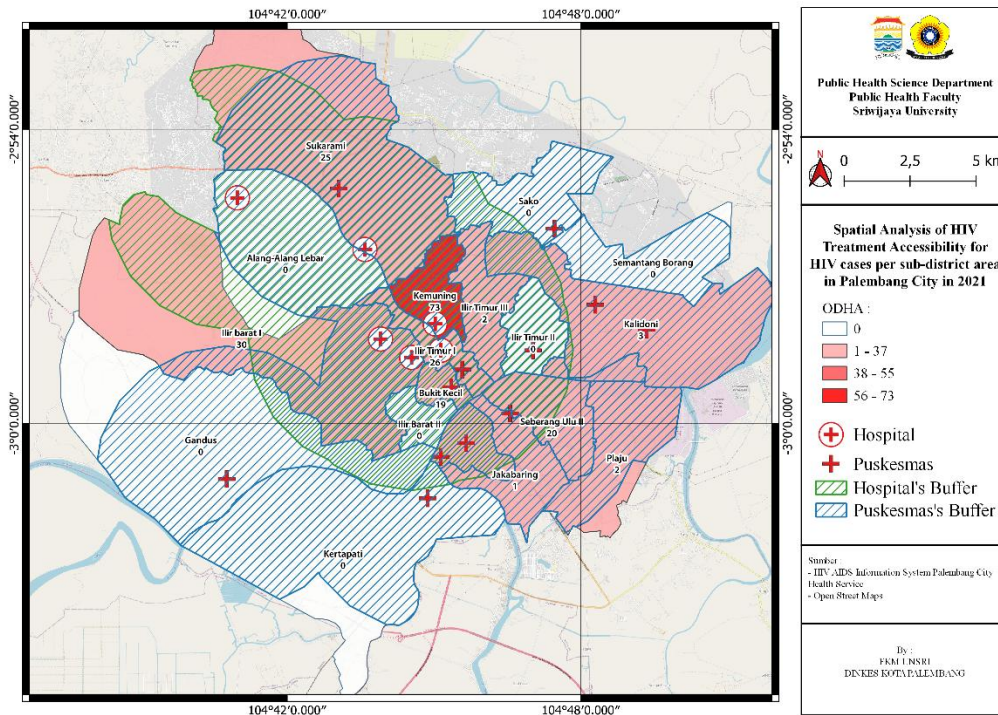 104°42'0.000"
104°48'0.000"
-2°54'0.000"
-3°0'0.000"
Sukarami
25
Sako
0
Alang-Alang Lebar
0
Semantang Borang
0
Kemuning
73
Ilir Timur III
2
Ilir barat I
30
Ilir Timur II
0
Kalidoni
3
Ilir Timur I
26
Bukit Kecil
19
Ilir Barat II
0
Seberang Ulu II
20
Gandus
0
Plaju
2
Jakabaring
1
Kertapati
0
-2°54'0.000"
-3°0'0.000"
104°42'0.000"
104°48'0.000"
Public Health Science Department
Public Health Faculty
Sriwijaya University
N
0 2,5 5 km
Spatial Analysis of HIV
Treatment Accessibility for
HIV cases per sub-district area
in Palembang City in 2021
ODHA :
0
1 - 37
38 - 55
56 - 73
Hospital
Puskesmas
Hospital's Buffer
Puskesmas's Buffer
Sumber :
- HIV AIDS Information System Palembang City
Health Service
- Open Street Maps
By :
FKM UNSRI
DINKES KOTA PALEMBANG